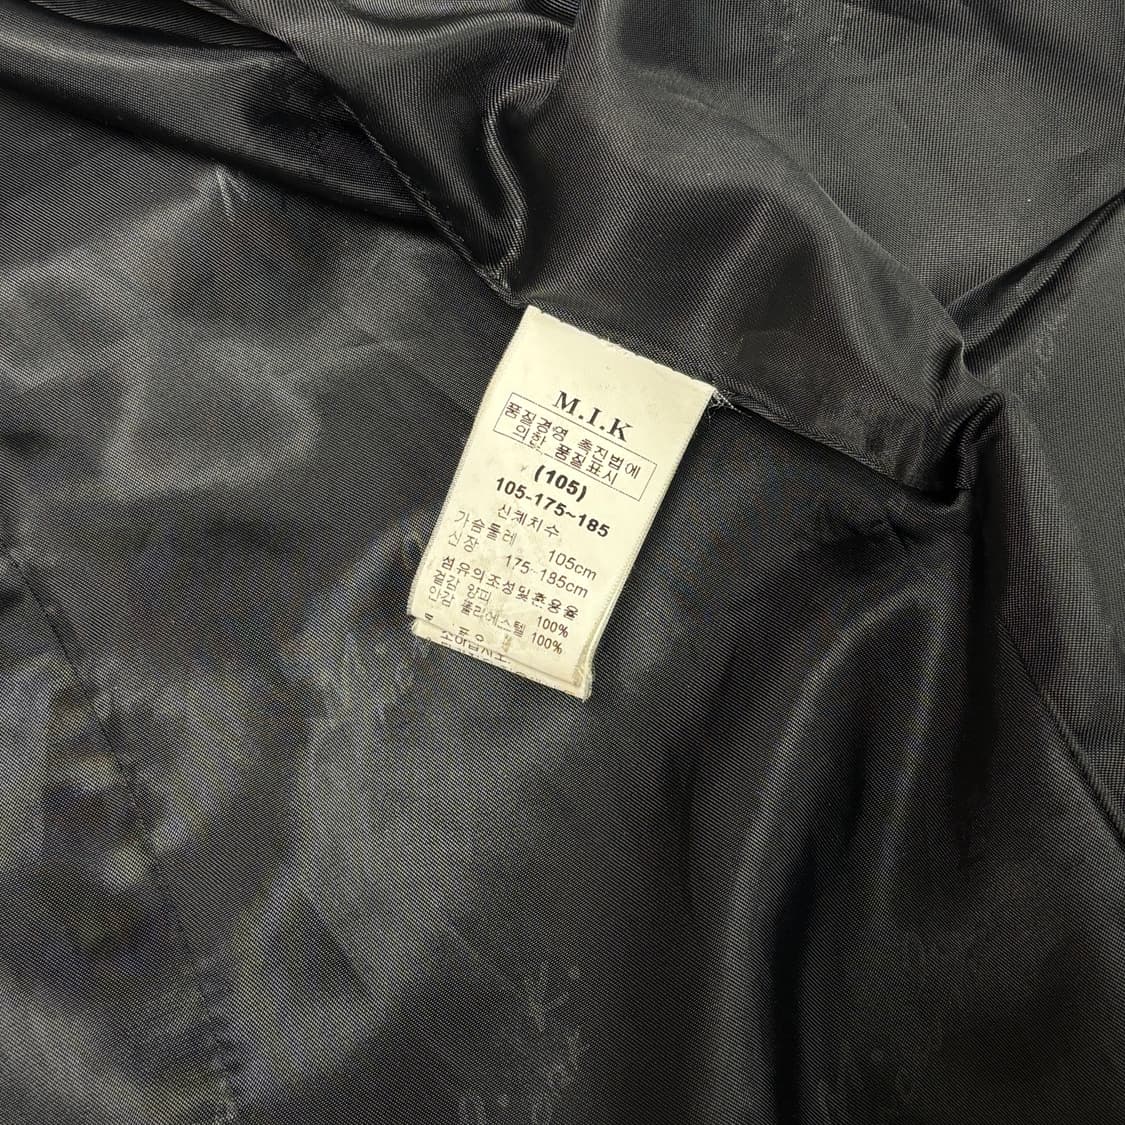 M.I.K
품질경영 촉진법에
의한 품질표시
(105)
105-175~185
신체치수
가슴둘레 105cm
신장 175-185cm
섬유의조성및혼용율
겉감 양피 100%
안감 폴리에스텔 100%